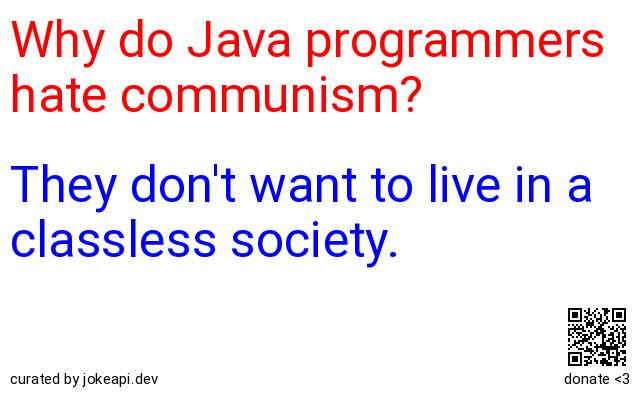 Why do Java programmers
hate communism?
They don't want to live in a
classless society.
curated by jokeapi.dev
donate <3